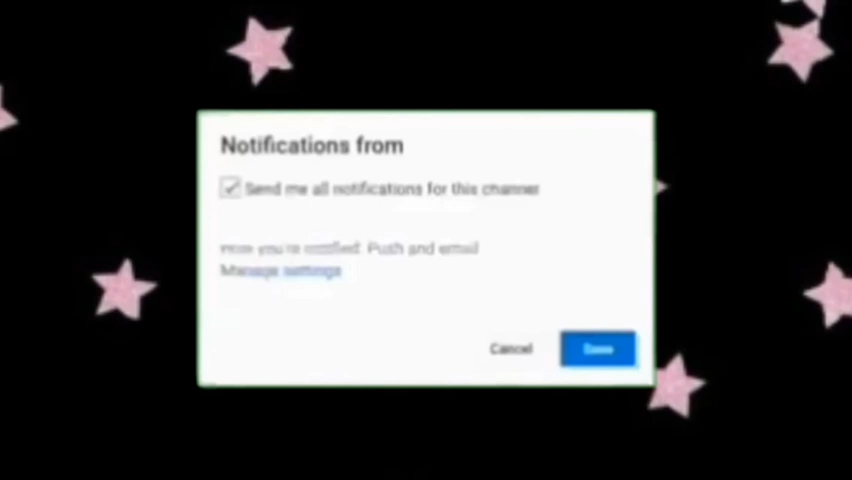 Notifications from
Send me all notifications for this channel
How you're notified: Push and email
Manage settings
Cancel
Save